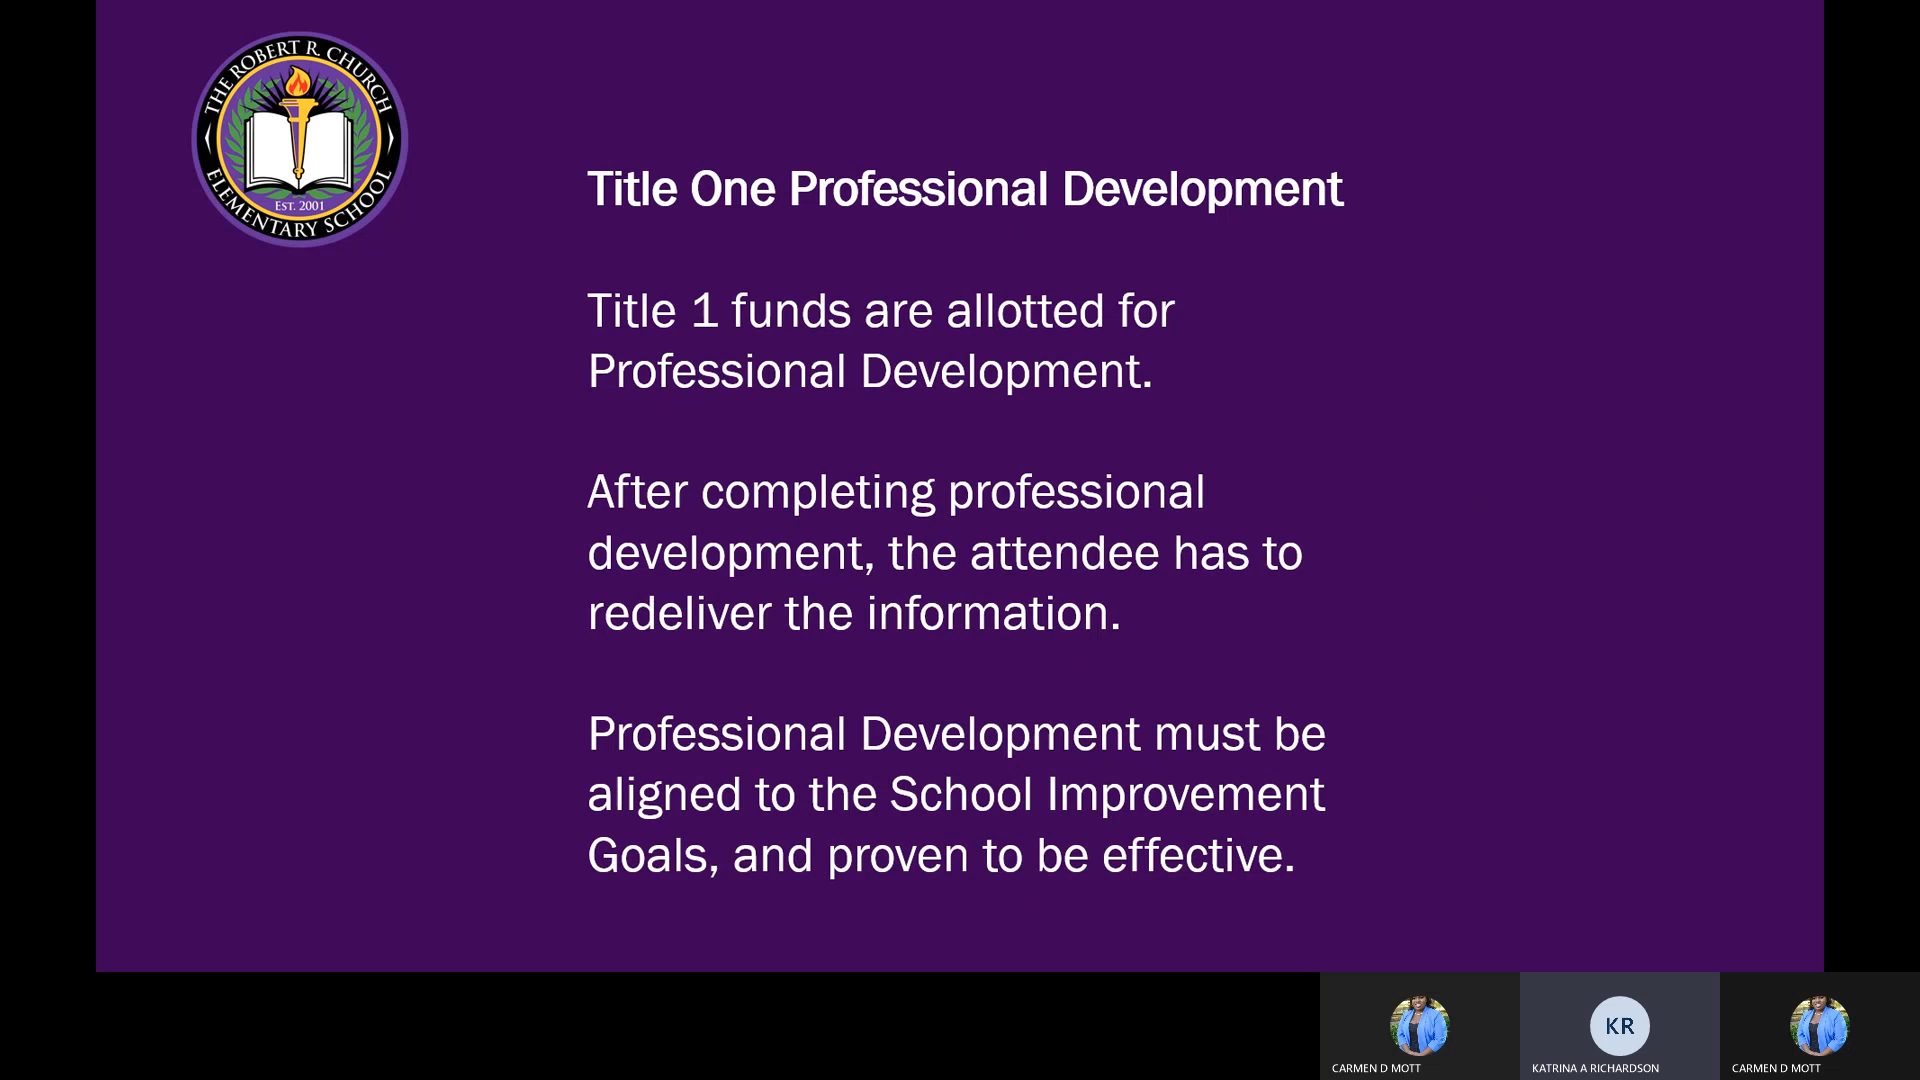 THE ROBERT R. CHURCH
EST. 2001
ELEMENTARY SCHOOL
Title One Professional Development
Title 1 funds are allotted for
Professional Development.
After completing professional
development, the attendee has to
redeliver the information.
Professional Development must be
aligned to the School Improvement
Goals, and proven to be effective.
KR
CARMEN D MOTT
KATRINA A RICHARDSON
CARMEN D MOTT